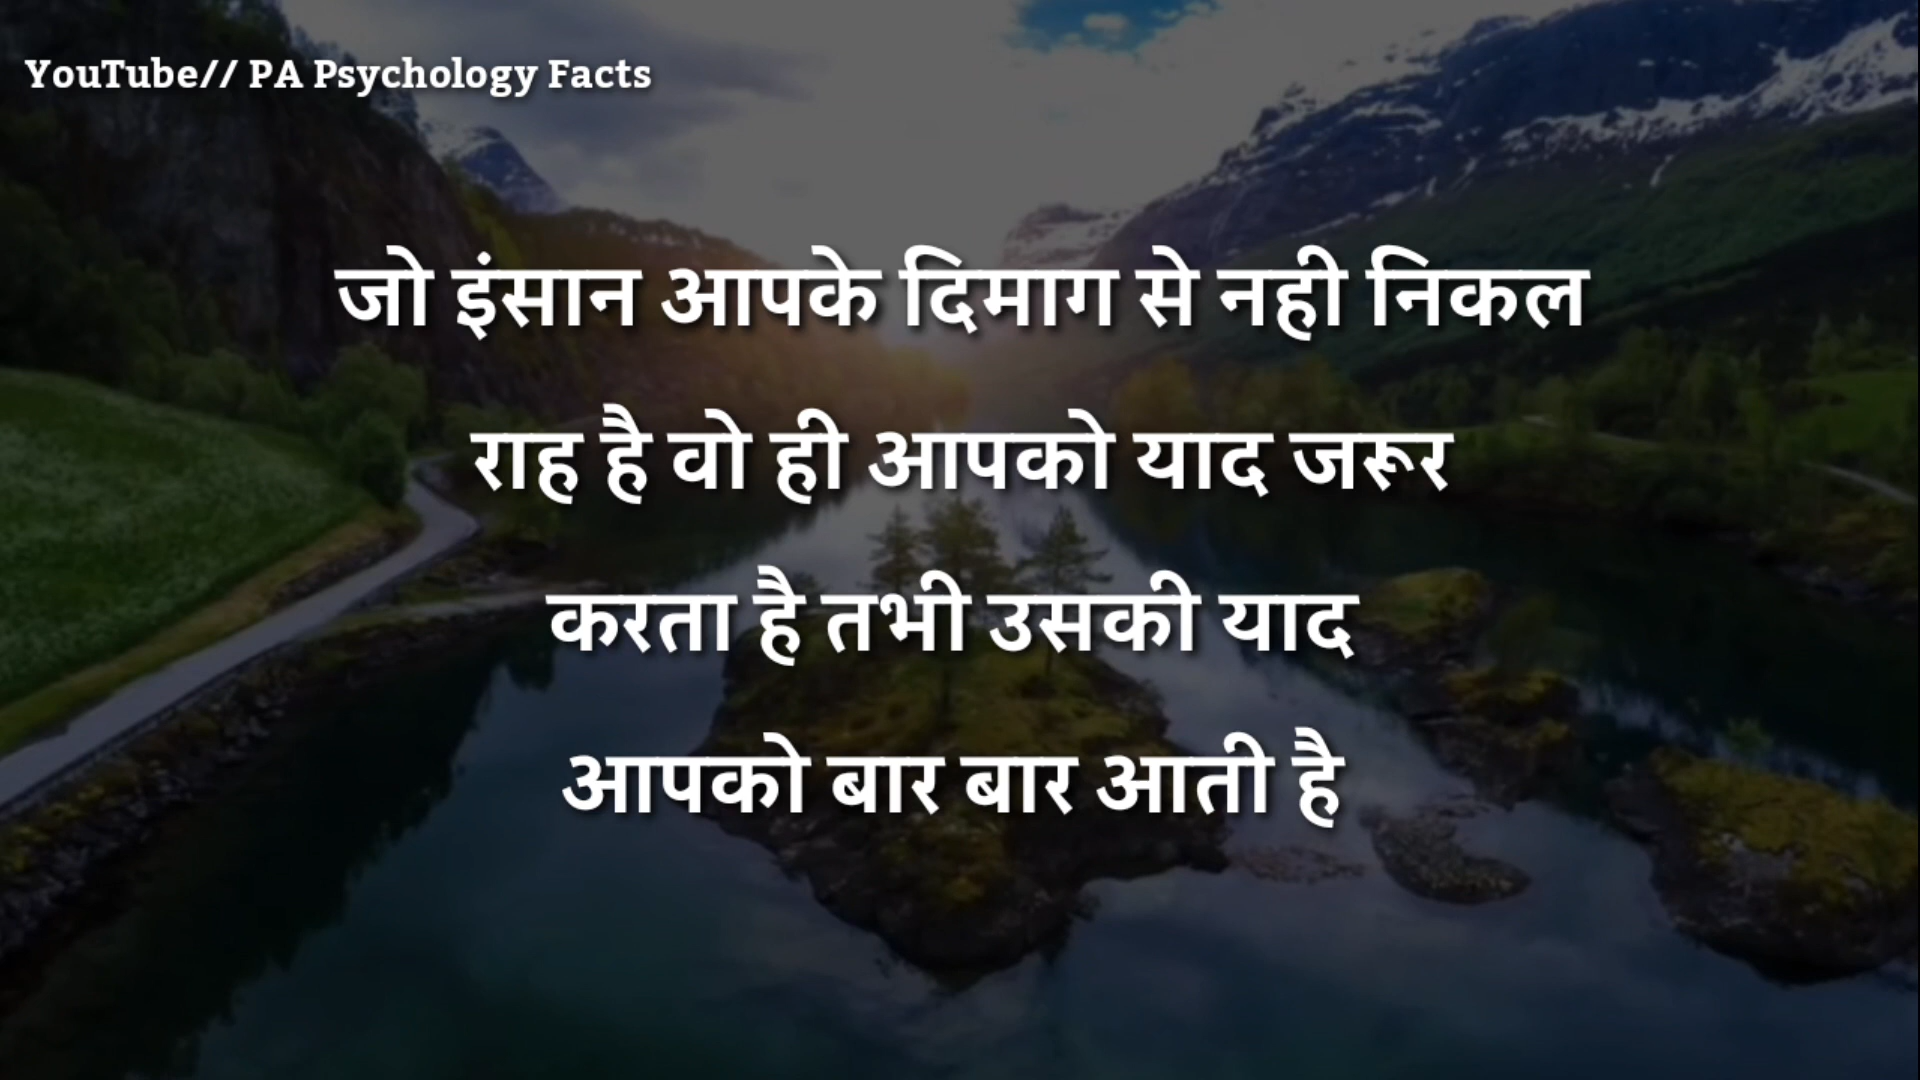 YouTube// PA Psychology Facts
जो इंसान आपके दिमाग से नही निकल
राह है वो ही आपको याद जरूर
करता है तभी उसकी याद
आपको बार बार आती है